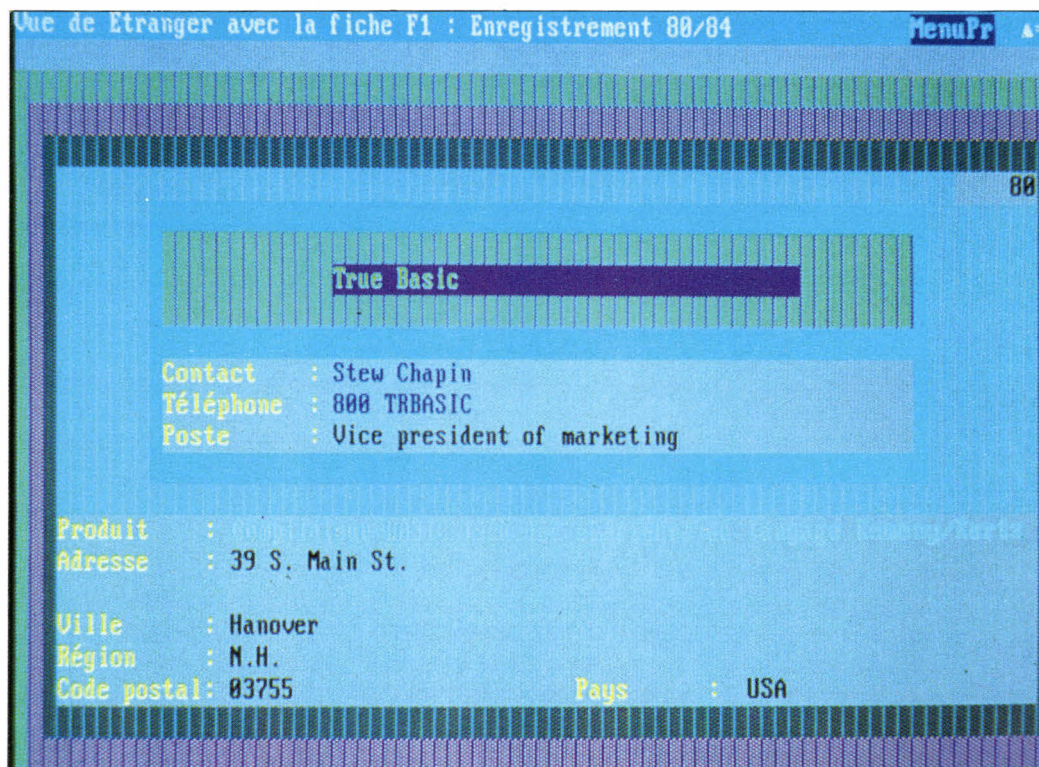 Vue de Etranger avec la fiche F1 : Enregistrement 80/84 MenuPr
80
True Basic
Contact : Stew Chapin
Téléphone : 800 TRBASIC
Poste : Vice president of marketing
Produit : Compilateur BASIC
Adresse : 39 S. Main St.
Ville : Hanover
Région : N.H.
Code postal: 03755 Pays : USA